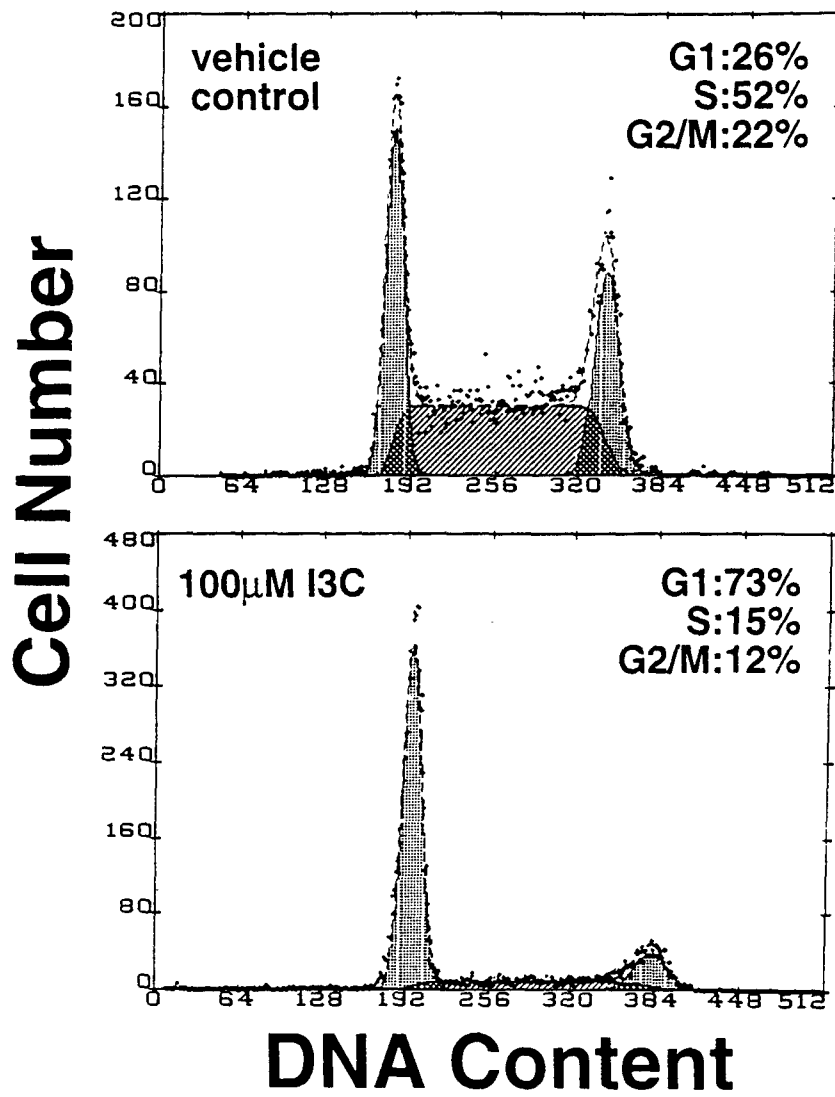 Cell Number
200
160
120
80
40
0
vehicle
control
G1:26%
S:52%
G2/M:22%
0 64 128 192 256 320 384 448 512
480
400
320
240
160
80
0
100µM I3C
G1:73%
S:15%
G2/M:12%
0 64 128 192 256 320 384 448 512
DNA Content